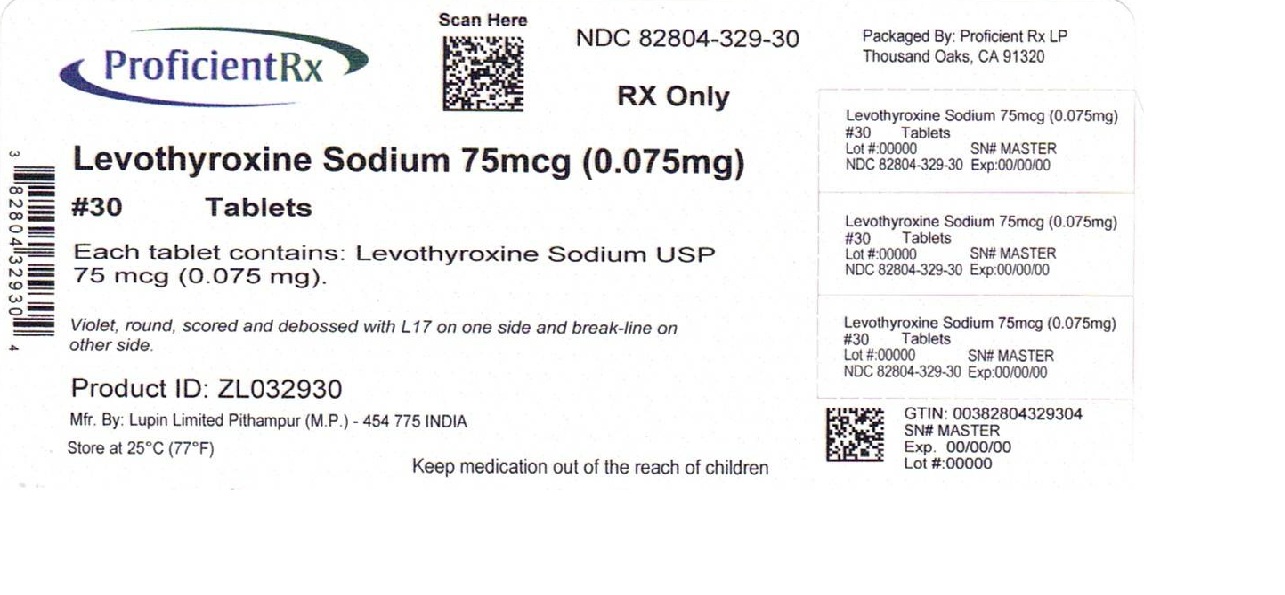 ProficientRx
Scan Here
NDC 82804-329-30
RX Only
Levothyroxine Sodium 75mcg (0.075mg)
#30 Tablets
Each tablet contains: Levothyroxine Sodium USP
75 mcg (0.075 mg).
Violet, round, scored and debossed with L17 on one side and break-line on
other side.
Product ID: ZL032930
Mfr. By: Lupin Limited Pithampur (M.P.) - 454 775 INDIA
Store at 25°C (77°F)
Keep medication out of the reach of children
3 82804 32930 4
Packaged By: Proficient Rx LP
Thousand Oaks, CA 91320
Levothyroxine Sodium 75mcg (0.075mg)
#30 Tablets
Lot #:00000 SN# MASTER
NDC 82804-329-30 Exp:00/00/00
Levothyroxine Sodium 75mcg (0.075mg)
#30 Tablets
Lot #:00000 SN# MASTER
NDC 82804-329-30 Exp:00/00/00
Levothyroxine Sodium 75mcg (0.075mg)
#30 Tablets
Lot #:00000 SN# MASTER
NDC 82804-329-30 Exp:00/00/00
GTIN: 00382804329304
SN# MASTER
Exp. 00/00/00
Lot #:00000